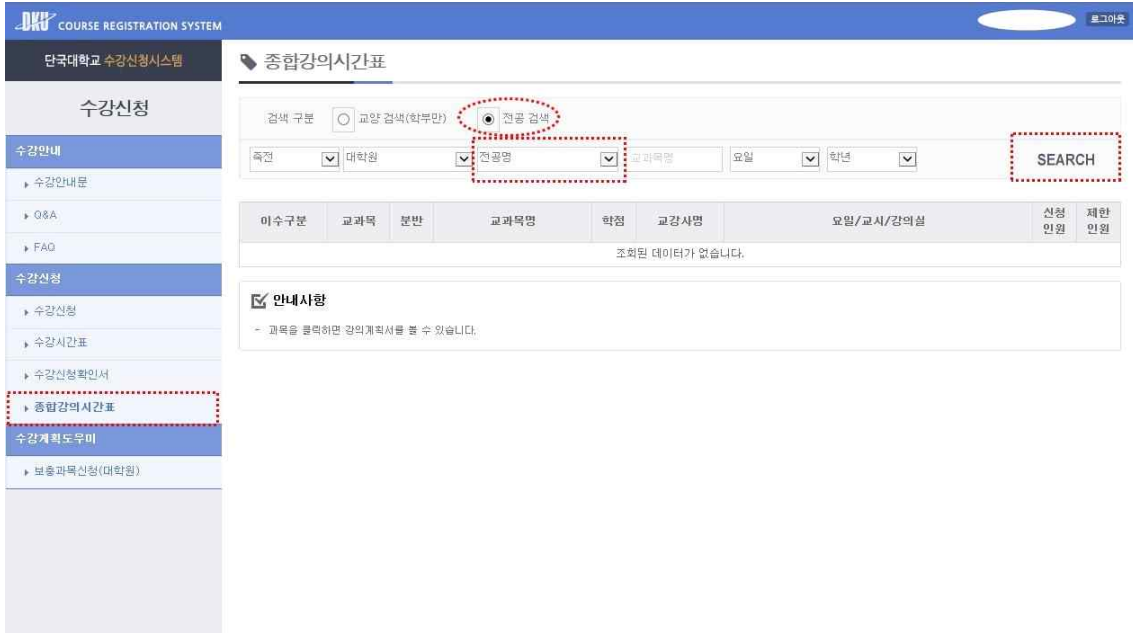 DKU COURSE REGISTRATION SYSTEM
로그아웃
단국대학교 수강신청시스템
수강신청
수강안내
수강안내문
Q&A
FAQ
수강신청
수강신청
수강시간표
수강신청확인서
종합강의시간표
수강계획도우미
보충과목신청(대학원)
종합강의시간표
검색 구분 교양 검색(학부만) 전공 검색
죽전 대학원 전공명 교과목명 요일 학년 SEARCH
이수구분 교과목 분반 교과목명 학점 교강사명 요일/교시/강의실 신청인원 제한인원
조회된 데이터가 없습니다.
안내사항
- 과목을 클릭하면 강의계획서를 볼 수 있습니다.